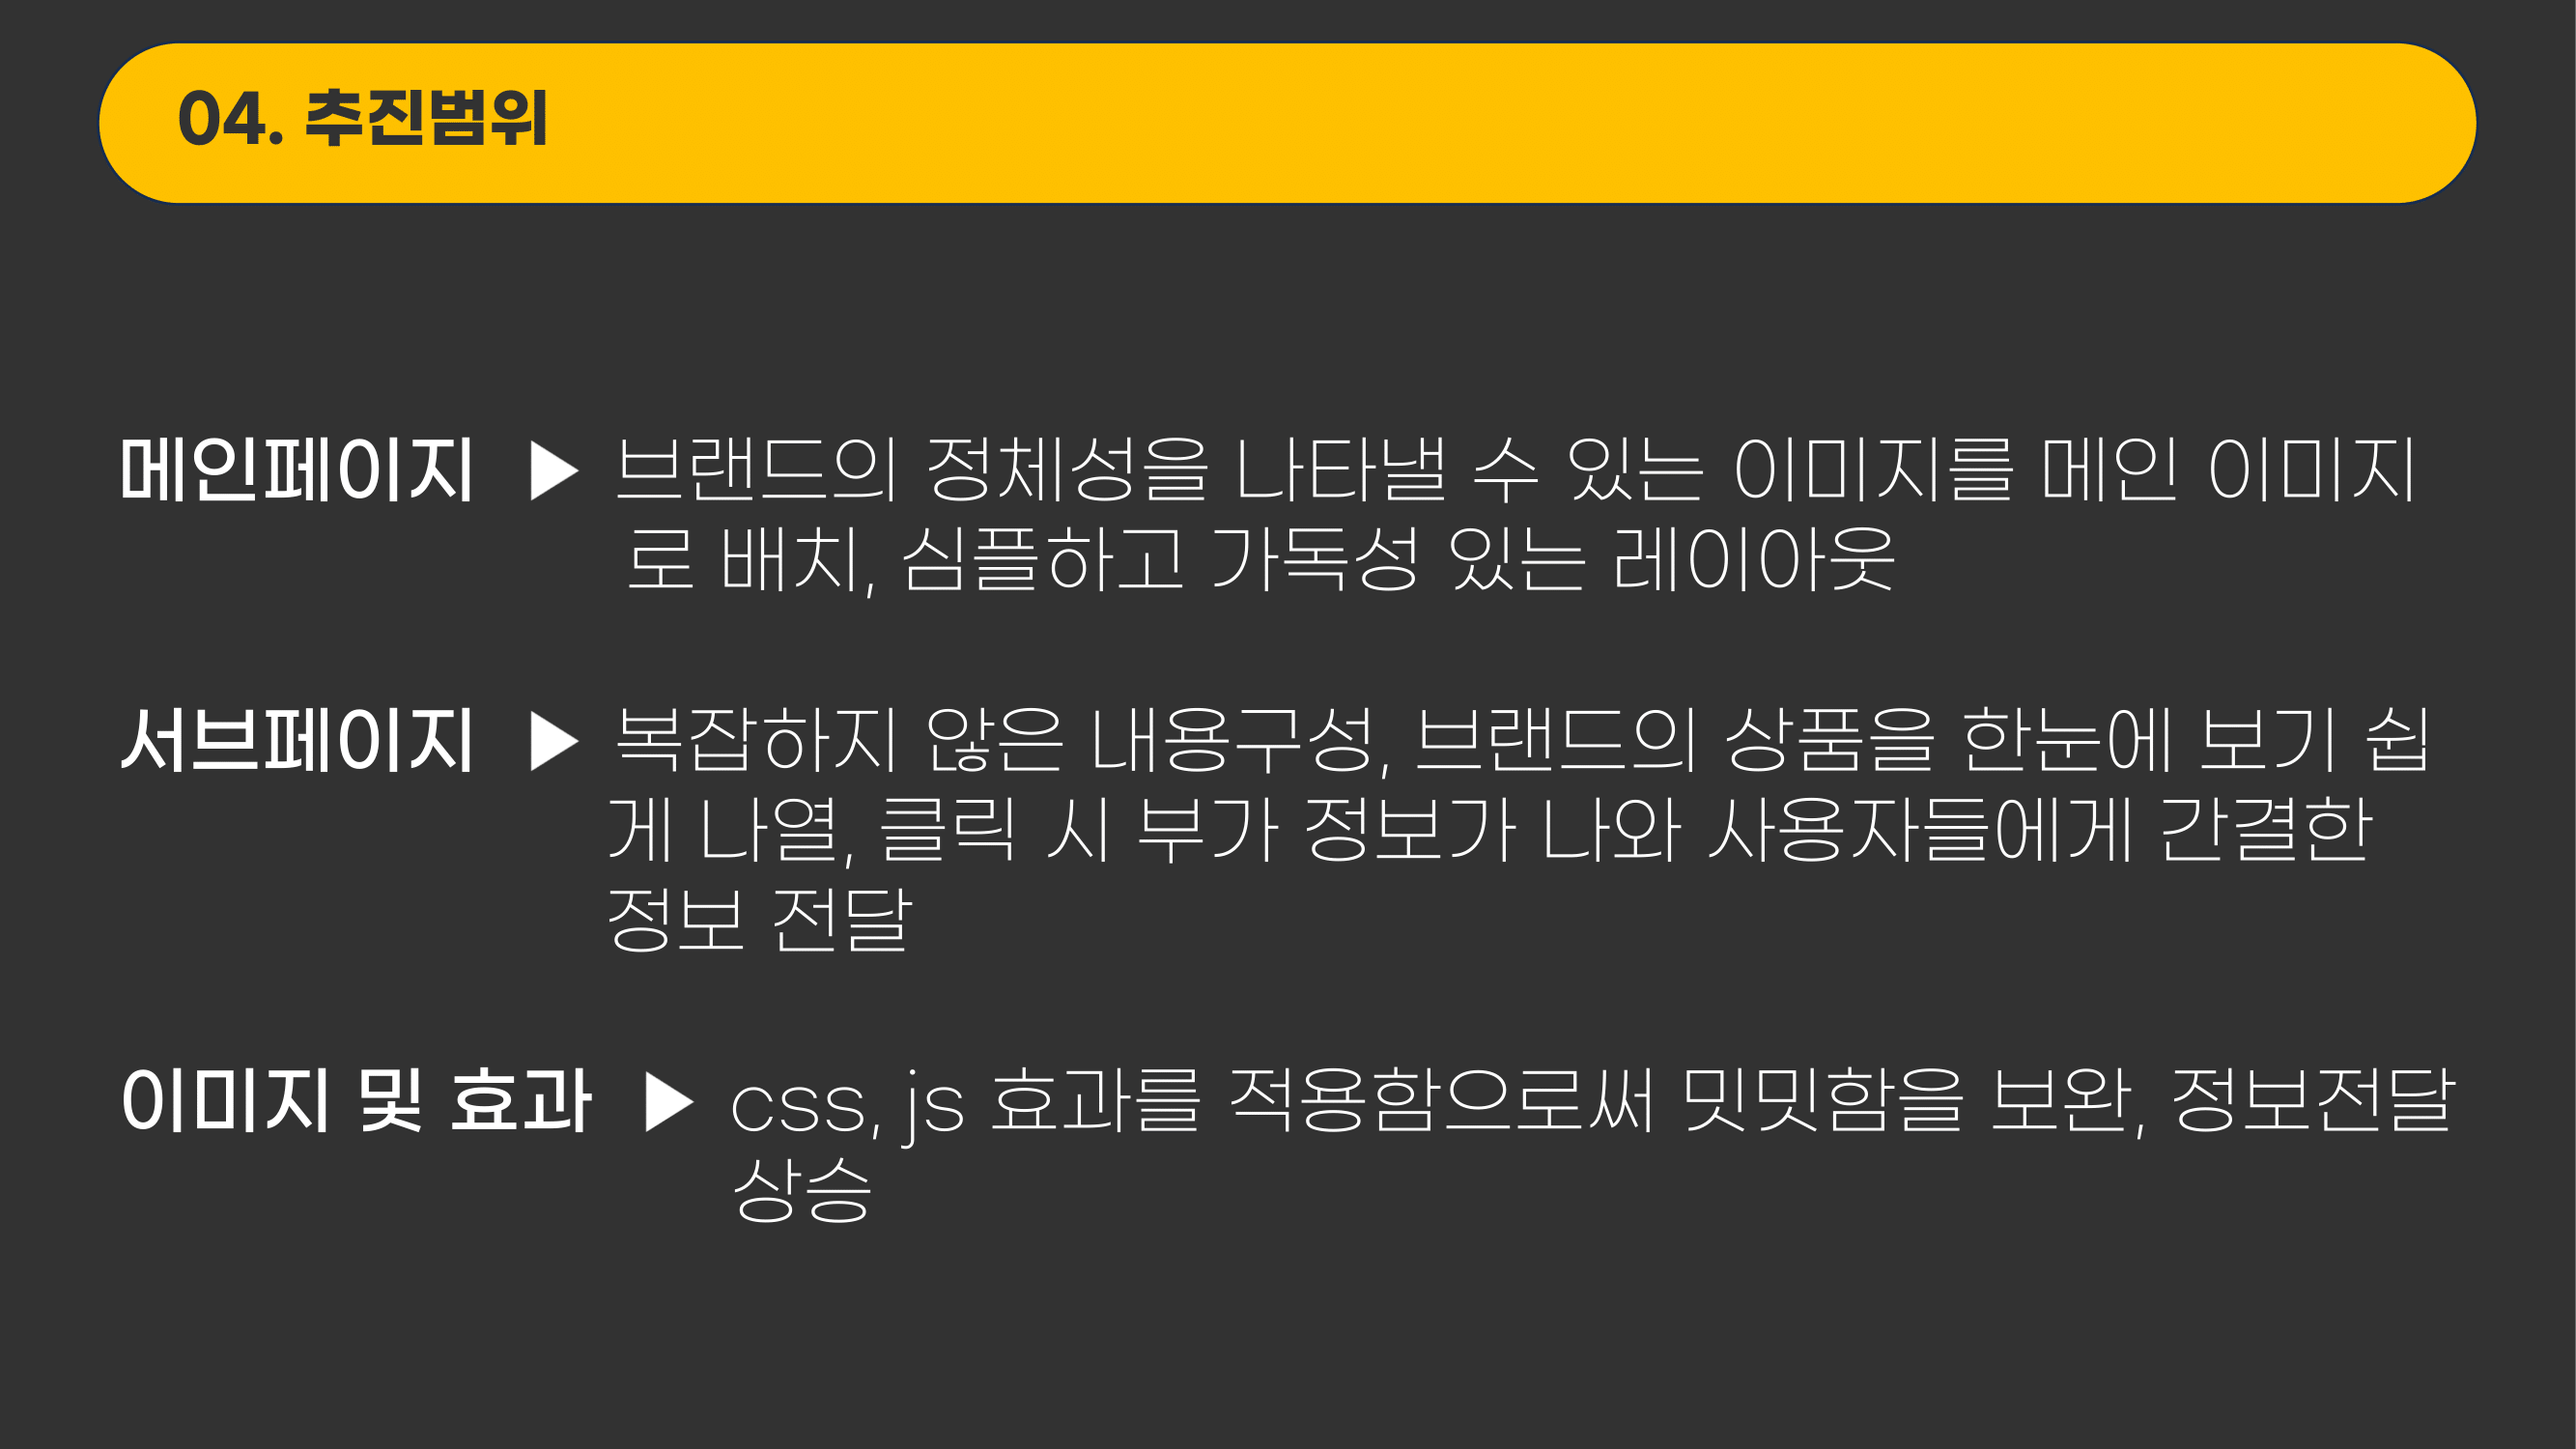 04. 추진범위
메인페이지 ▶ 브랜드의 정체성을 나타낼 수 있는 이미지를 메인 이미지
로 배치, 심플하고 가독성 있는 레이아웃
서브페이지 ▶ 복잡하지 않은 내용구성, 브랜드의 상품을 한눈에 보기 쉽
게 나열, 클릭 시 부가 정보가 나와 사용자들에게 간결한
정보 전달
이미지 및 효과 ▶ css, js 효과를 적용함으로써 밋밋함을 보완, 정보전달
상승